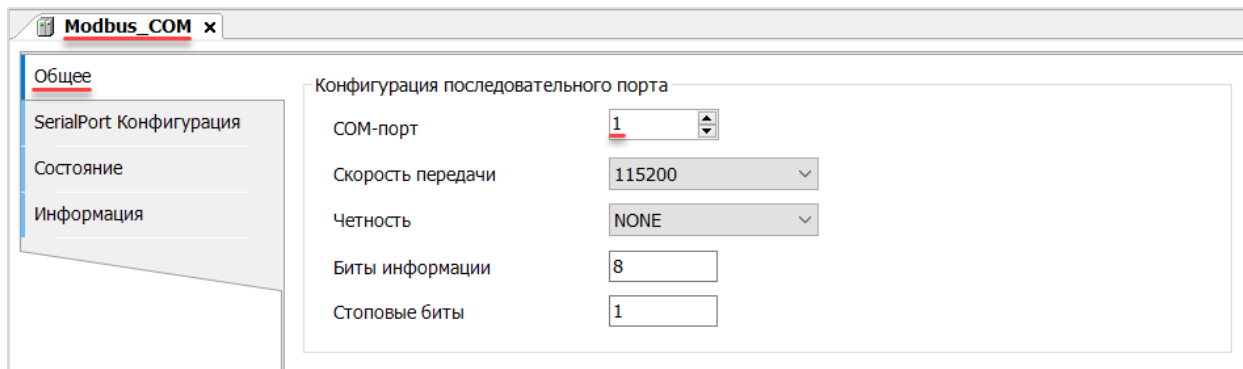 Modbus_COM x
Общее
SerialPort Конфигурация
Состояние
Информация
Конфигурация последовательного порта
COM-порт 1
Скорость передачи 115200
Четность NONE
Биты информации 8
Стоповые биты 1